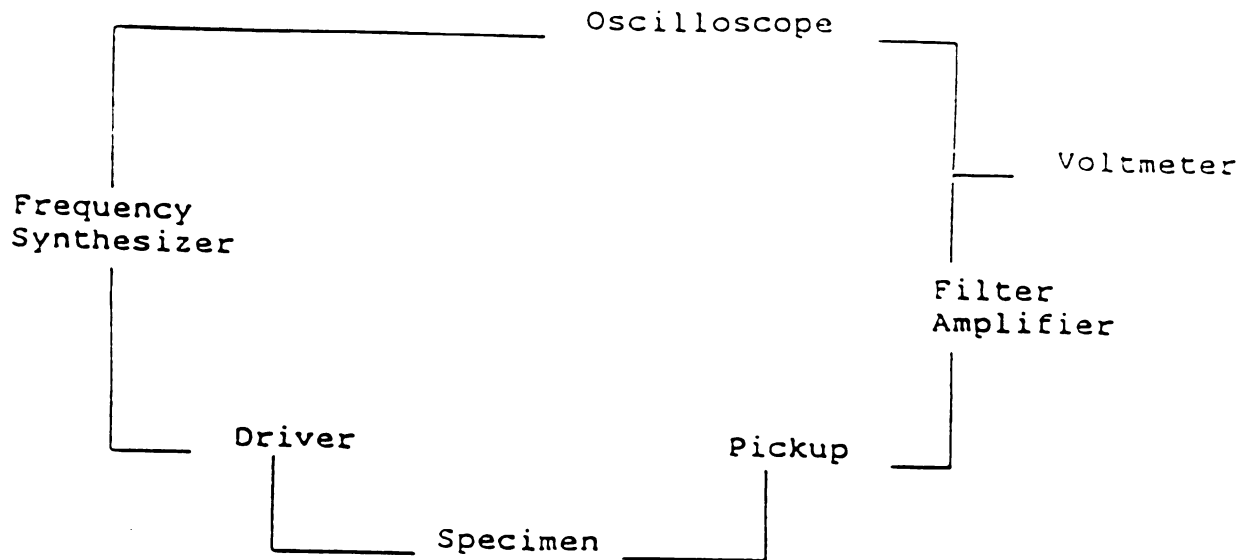 Oscilloscope
Voltmeter
Frequency
Synthesizer
Filter
Amplifier
Driver
Pickup
Specimen